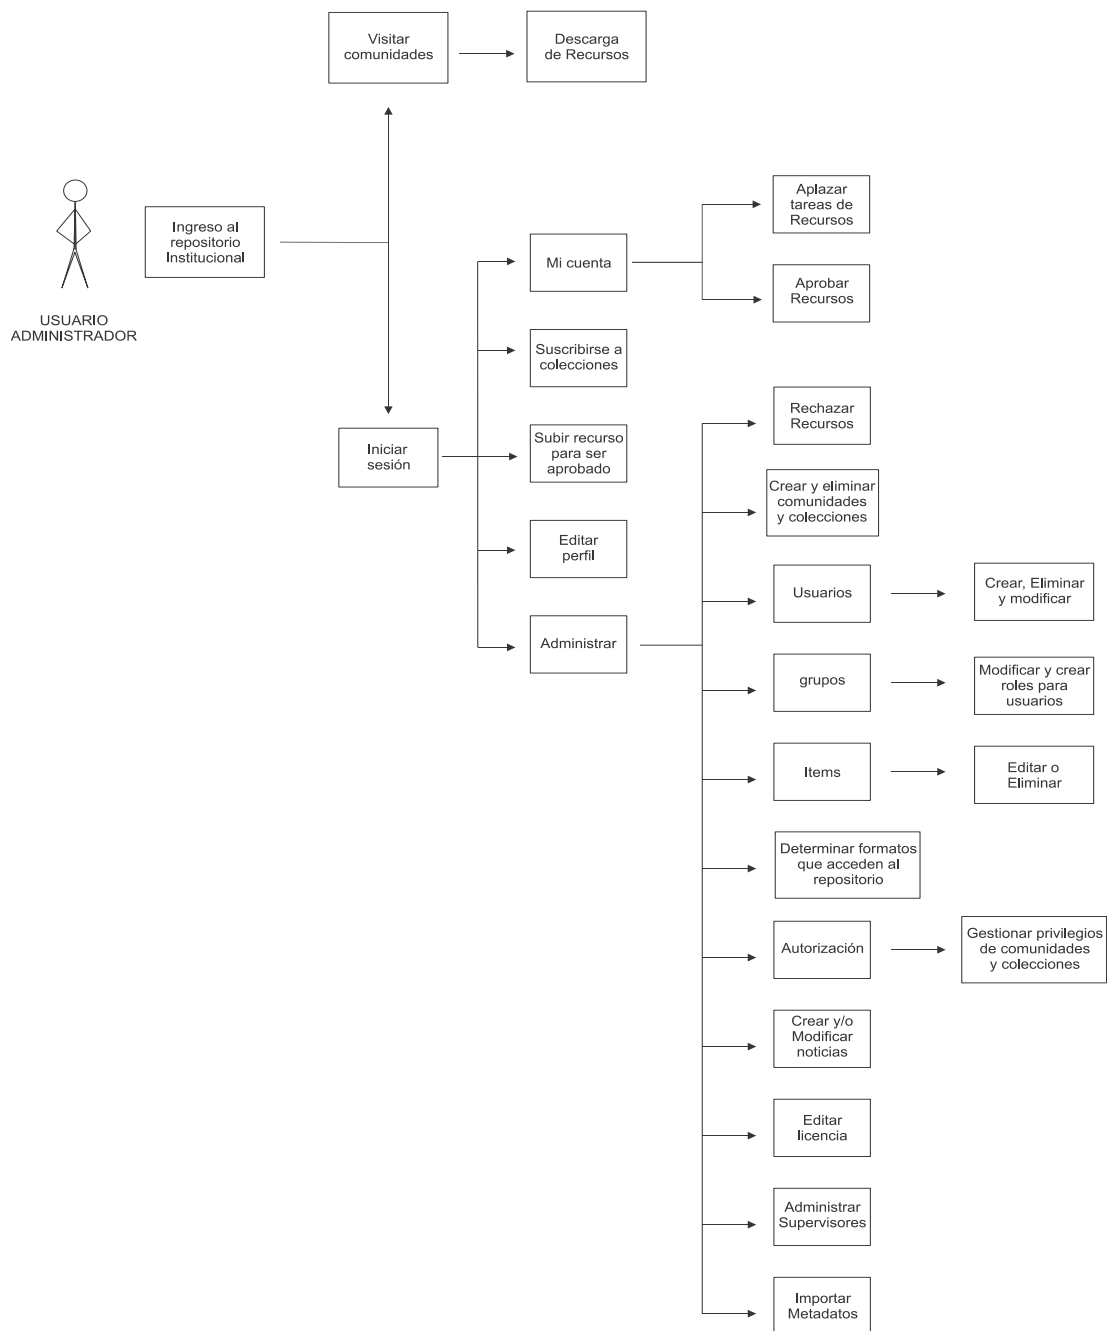 Visitar
comunidades
Descarga
de Recursos
Ingreso al
repositorio
Institucional
USUARIO
ADMINISTRADOR
Iniciar
sesión
Mi cuenta
Suscribirse a
colecciones
Subir recurso
para ser
aprobado
Editar
perfil
Administrar
Aplazar
tareas de
Recursos
Aprobar
Recursos
Rechazar
Recursos
Crear y eliminar
comunidades
y colecciones
Usuarios
Crear, Eliminar
y modificar
grupos
Modificar y crear
roles para
usuarios
Items
Editar o
Eliminar
Determinar formatos
que acceden al
repositorio
Autorización
Gestionar privilegios
de comunidades
y colecciones
Crear y/o
Modificar
noticias
Editar
licencia
Administrar
Supervisores
Importar
Metadatos